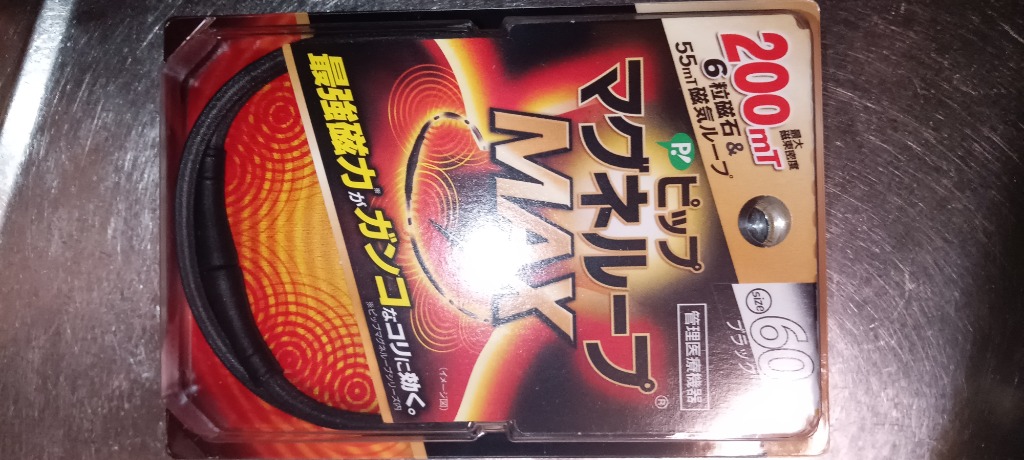 200mT
最大磁束密度
6粒磁石&
55mT磁気ループ
size 60
ブラック
P! ピップ
マグネループ®
MAX
管理医療機器
(イメージ図)
最強磁力※がガンコなコリに効く。
※ピップマグネループシリーズ内